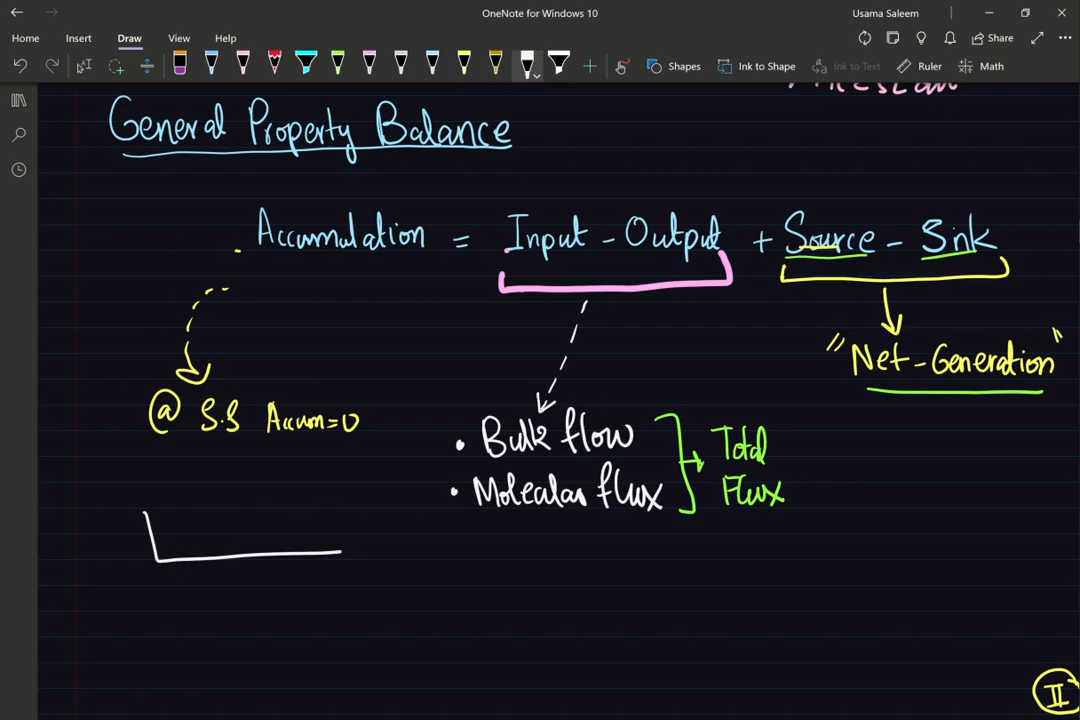 OneNote for Windows 10
Usama Saleem
Home Insert Draw View Help
Share
Shapes
Ink to Shape
Ink to Text
Ruler
Math
General Property Balance
Accumulation = Input - Output + Source - Sink
"Net-Generation"
@ S.S Accum=0
• Bulk flow
• Molecular flux
Total
Flux
II